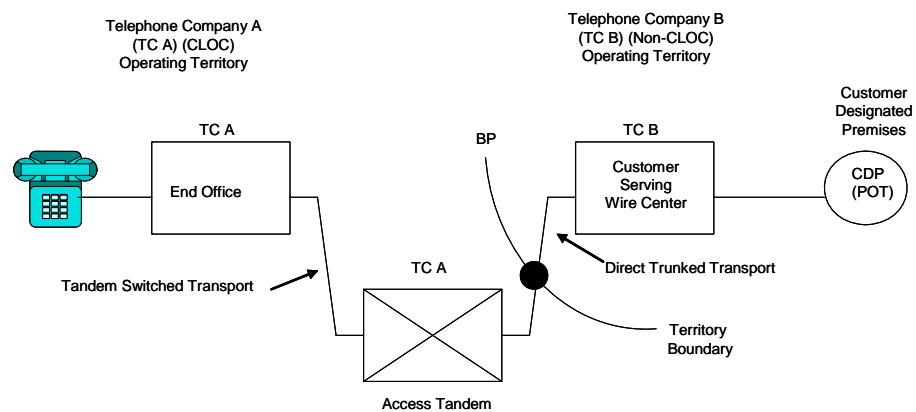 Telephone Company A
(TC A) (CLOC)
Operating Territory
Telephone Company B
(TC B) (Non-CLOC)
Operating Territory
Customer
Designated
Premises
TC A
BP
TC B
End Office
Customer
Serving
Wire Center
CDP
(POT)
Tandem Switched Transport
TC A
Direct Trunked Transport
Territory
Boundary
Access Tandem